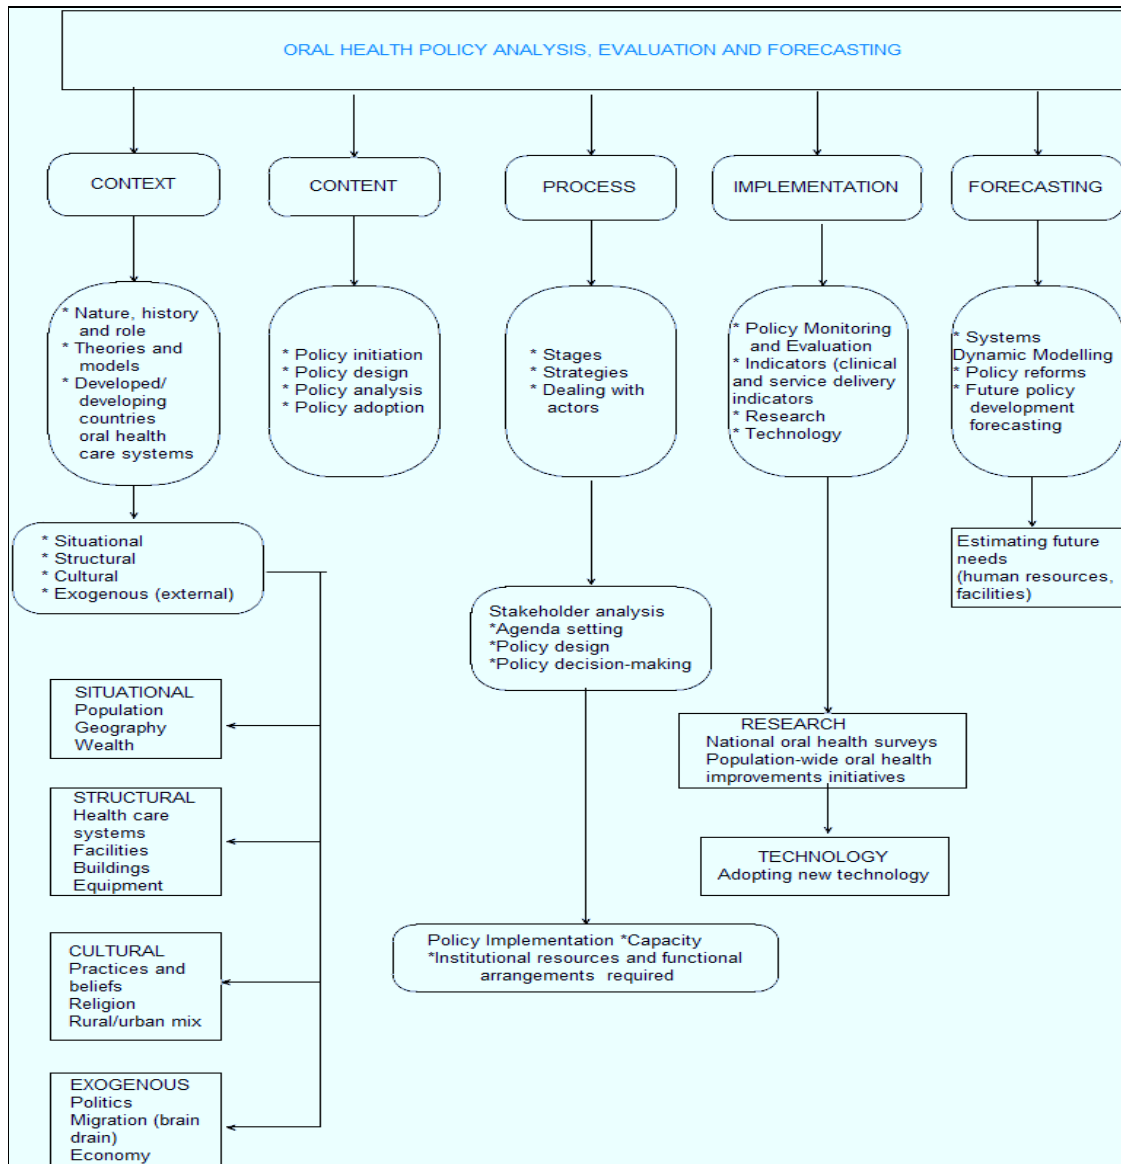 ORAL HEALTH POLICY ANALYSIS, EVALUATION AND FORECASTING
CONTEXT
CONTENT
PROCESS
IMPLEMENTATION
FORECASTING
* Nature, history
and role
* Theories and
models
* Developed/
developing
countries
oral health
care systems
* Policy initiation
* Policy design
* Policy analysis
* Policy adoption
* Stages
* Strategies
* Dealing with
actors
* Policy Monitoring
and Evaluation
* Indicators (clinical
and service delivery
indicators
* Research
* Technology
* Systems
Dynamic Modelling
* Policy reforms
* Future policy
development
forecasting
* Situational
* Structural
* Cultural
* Exogenous (external)
Estimating future
needs
(human resources,
facilities)
Stakeholder analysis
*Agenda setting
*Policy design
*Policy decision-making
SITUATIONAL
Population
Geography
Wealth
RESEARCH
National oral health surveys
Population-wide oral health
improvements initiatives
STRUCTURAL
Health care
systems
Facilities
Buildings
Equipment
TECHNOLOGY
Adopting new technology
Policy Implementation *Capacity
*Institutional resources and functional
arrangements required
CULTURAL
Practices and
beliefs
Religion
Rural/urban mix
EXOGENOUS
Politics
Migration (brain
drain)
Economy